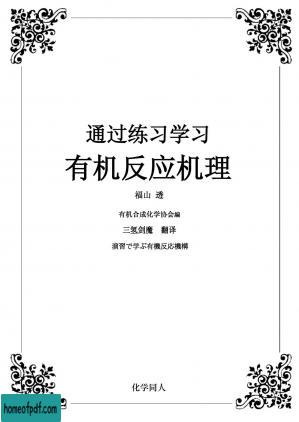 通过练习学习
有机反应机理
福山 透
有机合成化学协会編
三氢剑魔 翻译
演習で学ぶ有機反応機構
化学同人
homeofpdf.com